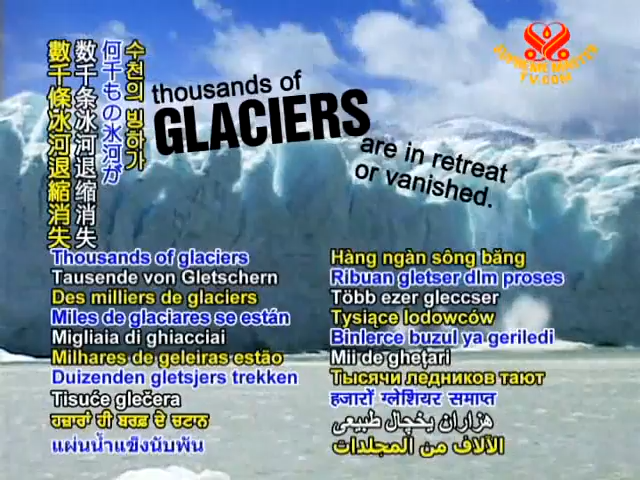 SUPREME MASTER
TV.COM
thousands of
GLACIERS
are in retreat
or vanished.
數千條冰河退縮消失
数千条冰河退缩消失
何千もの氷河が
수천의 빙하가
Thousands of glaciers
Tausende von Gletschern
Des milliers de glaciers
Miles de glaciares se están
Migliaia di ghiacciai
Milhares de geleiras estão
Duizenden gletsjers trekken
Tisuće glečera
ਹਜ਼ਾਰਾਂ ਹੀ ਬਰਫ਼ ਦੇ ਚਟਾਨ
แผ่นน้ำแข็งนับพัน
Hàng ngàn sông băng
Ribuan gletser dlm proses
Több ezer gleccser
Tysiące lodowców
Binlerce buzul ya geriledi
Mii de gheţari
Тысячи ледников тают
हजारों ग्लेशियर समाप्त
هزاران یخچال طبیعی
الآلاف من المجلدات